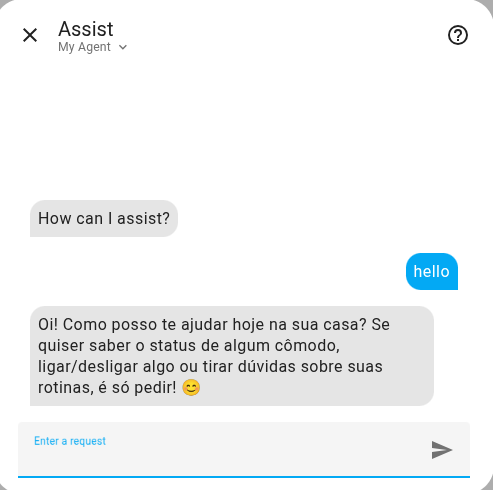 Assist
My Agent
How can I assist?
hello
Oi! Como posso te ajudar hoje na sua casa? Se
quiser saber o status de algum cômodo,
ligar/desligar algo ou tirar dúvidas sobre suas
rotinas, é só pedir! 😊
Enter a request